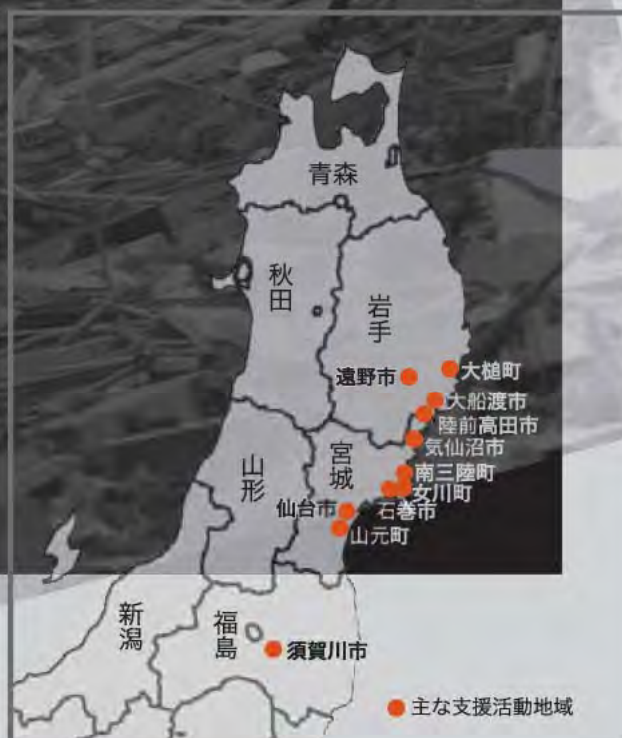 青森
秋田
岩手
遠野市
大槌町
大船渡市
陸前高田市
気仙沼市
宮城
南三陸町
女川町
石巻市
山形
仙台市
山元町
新潟
福島
須賀川市
主な支援活動地域